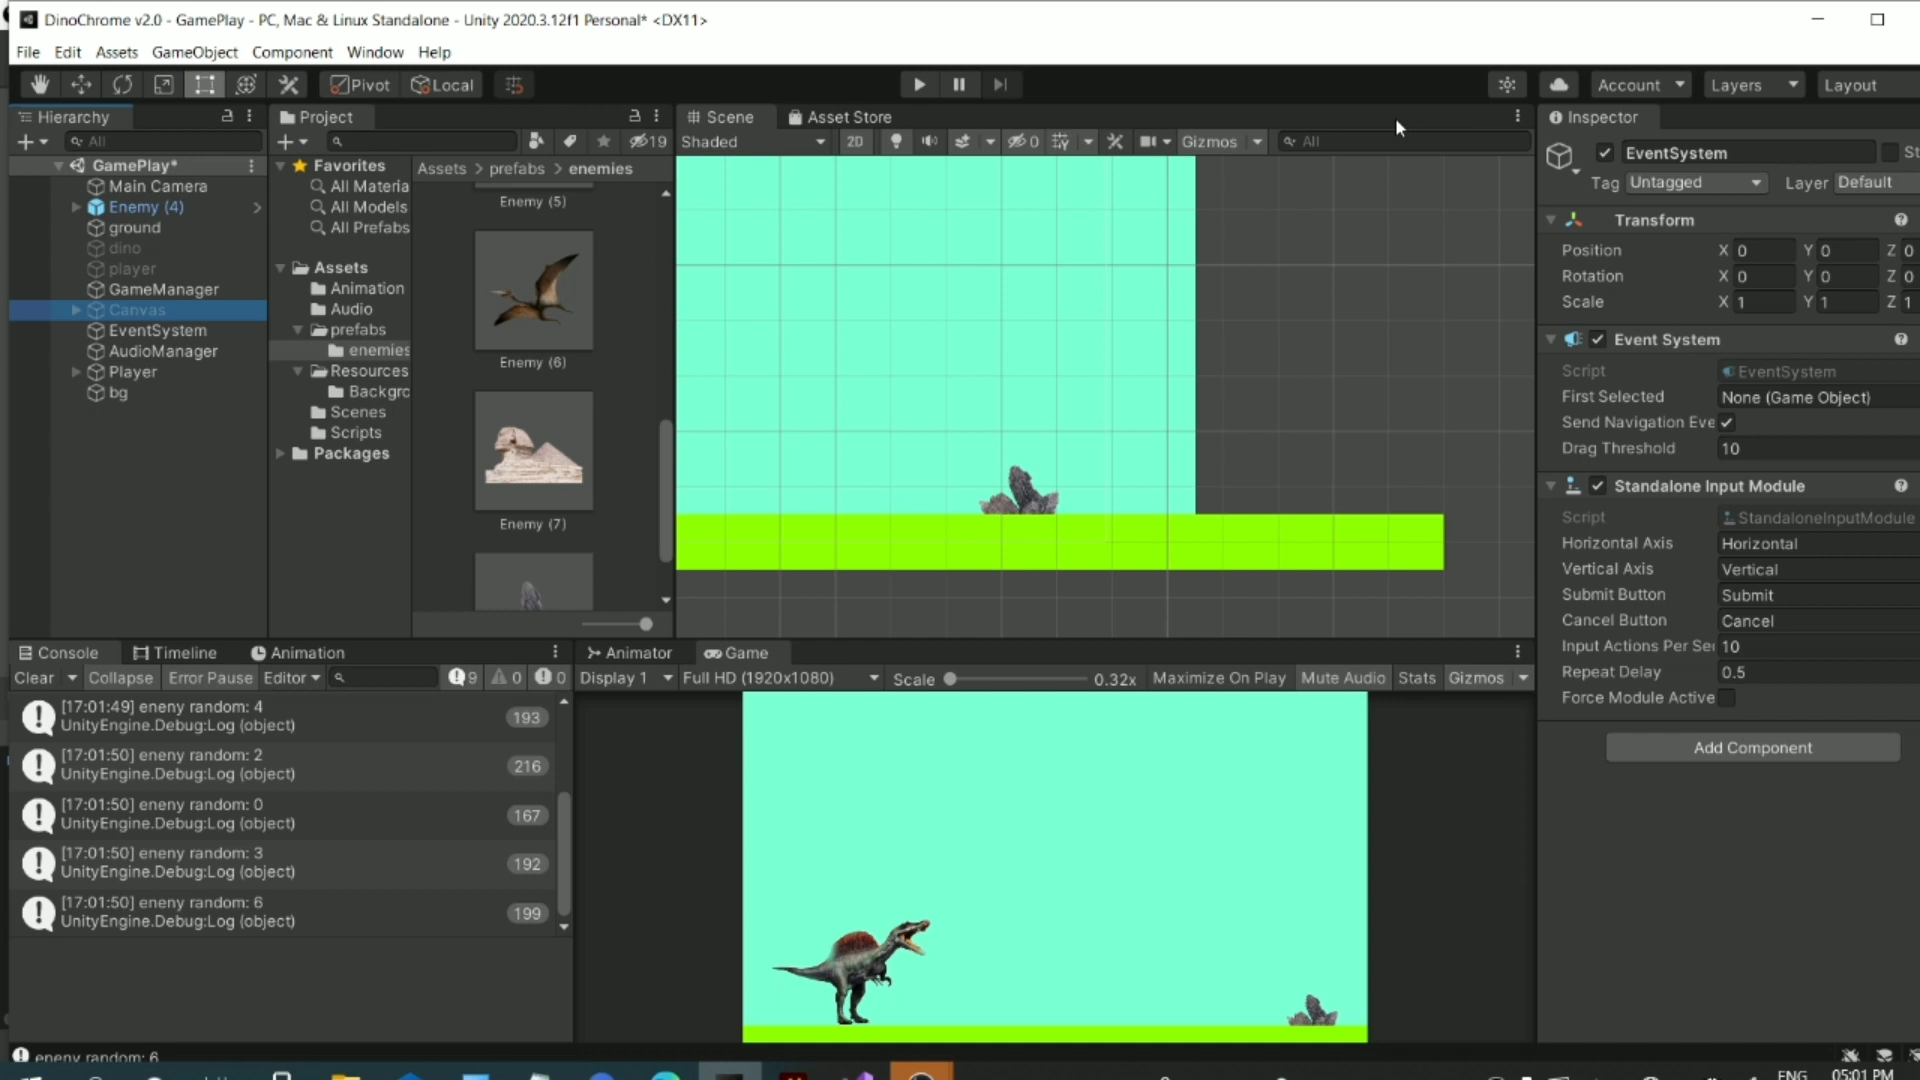 DinoChrome v2.0 - GamePlay - PC, Mac & Linux Standalone - Unity 2020.3.12f1 Personal* <DX11>
File Edit Assets GameObject Component Window Help
Pivot Local Account Layers Layout
Hierarchy
All
GamePlay*
Main Camera
Enemy (4)
ground
dino
player
GameManager
Canvas
EventSystem
AudioManager
Player
bg
Project
19
Favorites
All Materia
All Models
All Prefabs
Assets
Animation
Audio
prefabs
enemies
Resources
Backgro
Scenes
Scripts
Packages
Assets > prefabs > enemies
Enemy (5)
Enemy (6)
Enemy (7)
Scene Asset Store
Shaded 2D 0 Gizmos All
Inspector
EventSystem St
Tag Untagged Layer Default
Transform
Position X 0 Y 0 Z 0
Rotation X 0 Y 0 Z 0
Scale X 1 Y 1 Z 1
Event System
Script EventSystem
First Selected None (Game Object)
Send Navigation Eve
Drag Threshold 10
Standalone Input Module
Script StandaloneInputModule
Horizontal Axis Horizontal
Vertical Axis Vertical
Submit Button Submit
Cancel Button Cancel
Input Actions Per Sec 10
Repeat Delay 0.5
Force Module Active
Add Component
Console Timeline Animation
Clear Collapse Error Pause Editor 9 0 0
[17:01:49] eneny random: 4
UnityEngine.Debug:Log (object) 193
[17:01:50] eneny random: 2
UnityEngine.Debug:Log (object) 216
[17:01:50] eneny random: 0
UnityEngine.Debug:Log (object) 167
[17:01:50] eneny random: 3
UnityEngine.Debug:Log (object) 192
[17:01:50] eneny random: 6
UnityEngine.Debug:Log (object) 199
Animator Game
Display 1 Full HD (1920x1080) Scale 0.32x Maximize On Play Mute Audio Stats Gizmos
eneny random: 6
ENG 05:01 PM